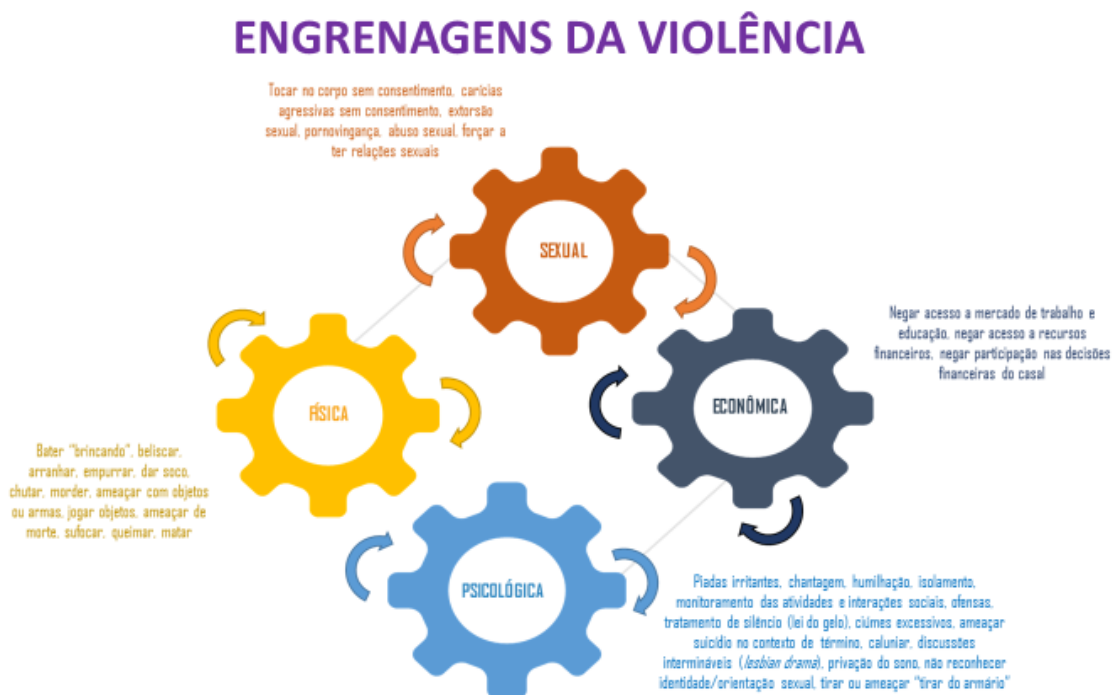 ENGRENAGENS DA VIOLÊNCIA
Tocar no corpo sem consentimento, carícias
agressivas sem consentimento, extorsão
sexual, pornovingança, abuso sexual, forçar a
ter relações sexuais
SEXUAL
Negar acesso a mercado de trabalho e
educação, negar acesso a recursos
financeiros, negar participação nas decisões
financeiras do casal
ECONÔMICA
FÍSICA
Bater "brincando", beliscar,
arranhar, empurrar, dar soco,
chutar, morder, ameaçar com objetos
ou armas, jogar objetos, ameaçar de
morte, sufocar, queimar, matar
PSICOLÓGICA
Piadas irritantes, chantagem, humilhação, isolamento,
monitoramento das atividades e interações sociais, ofensas,
tratamento de silêncio (lei do gelo), ciúmes excessivos, ameaçar
suicídio no contexto de término, caluniar, discussões
intermináveis (lesbian drama), privação do sono, não reconhecer
identidade/orientação sexual, tirar ou ameaçar "tirar do armário"